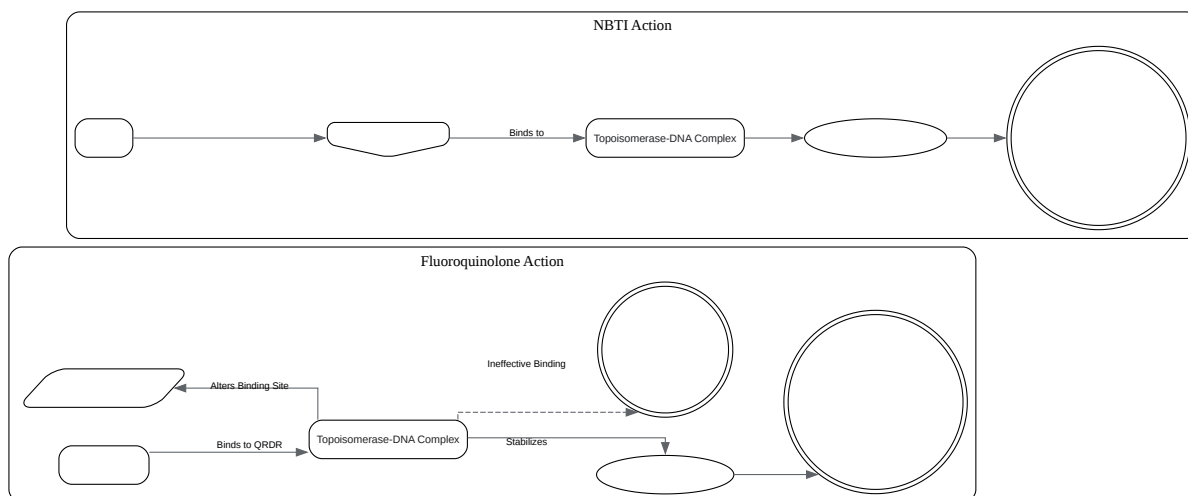 NBTI Action
Binds to
Topoisomerase-DNA Complex
Fluoroquinolone Action
Ineffective Binding
Alters Binding Site
Topoisomerase-DNA Complex
Stabilizes
Binds to QRDR